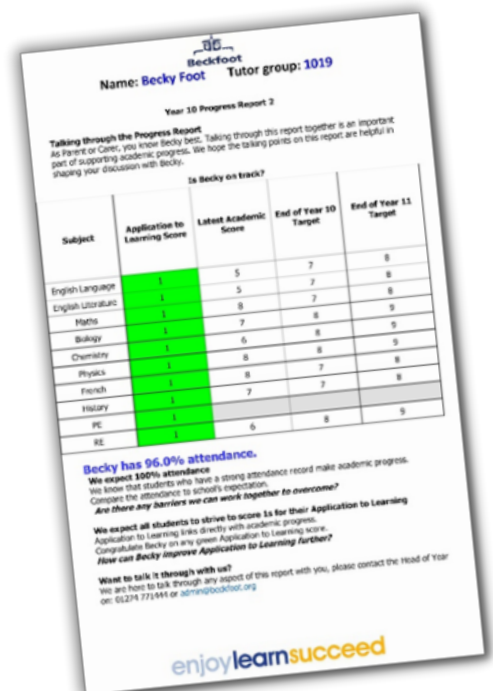 Beckfoot
Name: Becky Foot Tutor group: 1019
Year 10 Progress Report 2
Talking through the Progress Report
As Parent or Carer, you know Becky best. Talking through this report together is an important
part of supporting academic progress. We hope the talking points on this report are helpful in
shaping your discussion with Becky.
Is Becky on track?
Subject Application to Learning Score Latest Academic Score End of Year 10 Target End of Year 11 Target
English Language 1 5 7 8
English Literature 1 5 7 8
Maths 1 8 7 8
Biology 1 7 8 9
Chemistry 1 6 8 9
Physics 1 8 8 9
French 1 8 7 8
History 1 7 7 8
PE 1
RE 1 6 8 9
Becky has 96.0% attendance.
We expect 100% attendance
We know that students who have a strong attendance record make academic progress.
Compare the attendance to school's expectation.
Are there any barriers we can work together to overcome?
We expect all students to strive to score 1s for their Application to Learning
Application to Learning links directly with academic progress.
Congratulate Becky on any green Application to Learning score.
How can Becky improve Application to Learning further?
Want to talk it through with us?
We are here to talk through any aspect of this report with you, please contact the Head of Year
on: 01274 771444 or admin@beckfoot.org
enjoylearnsucceed